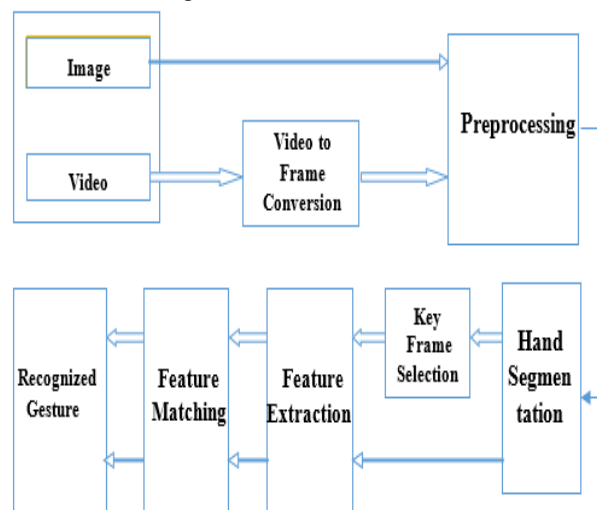 Image
Video
Video to
Frame
Conversion
Preprocessing
Recognized
Gesture
Feature
Matching
Feature
Extraction
Key
Frame
Selection
Hand
Segmen
tation